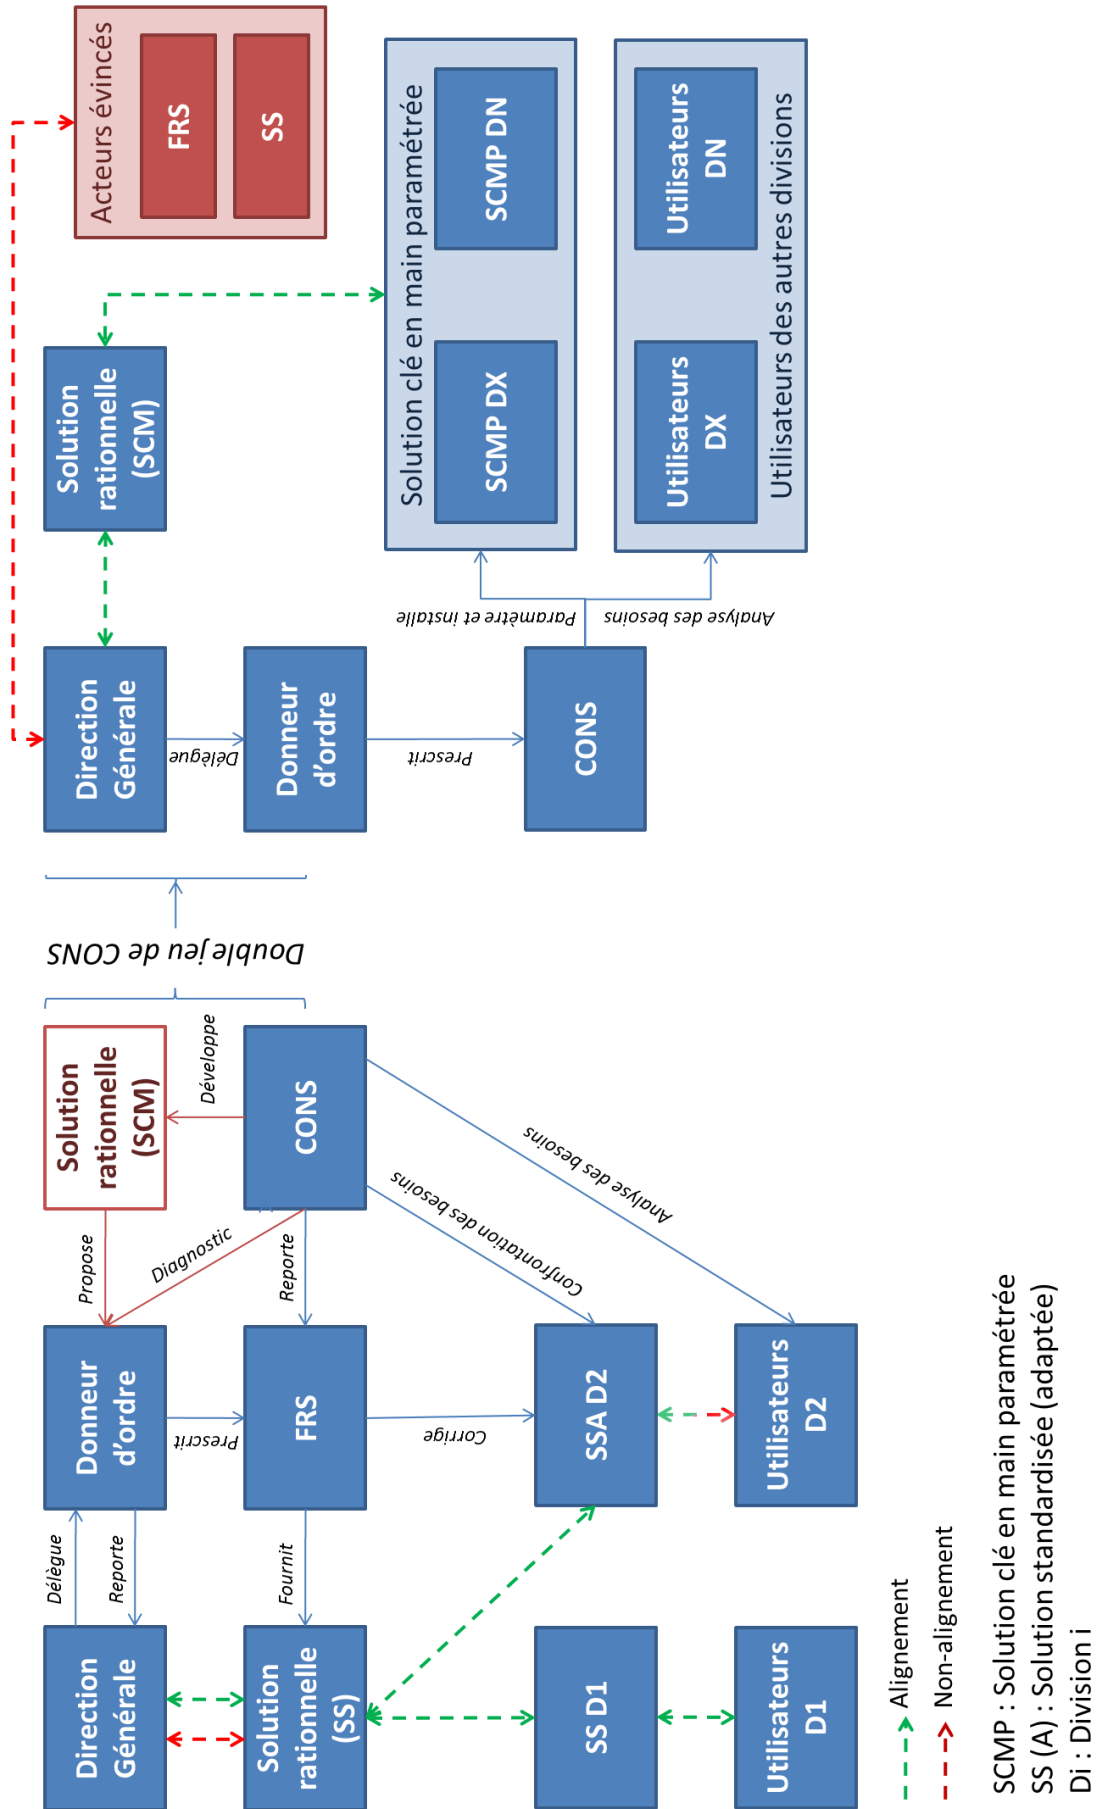 Direction
Générale
Délègue
Reporte
Donneur
d’ordre
Propose
Diagnostic
Solution
rationnelle
(SCM)
Développe
Prescrit
Solution
rationnelle
(SS)
Fournit
FRS
Reporte
CONS
Corrige
Confrontation des besoins
Analyse des besoins
SS D1
SSA D2
Utilisateurs
D1
Utilisateurs
D2
Double jeu de CONS
Direction
Générale
Solution
rationnelle
(SCM)
Acteurs évincés
FRS
SS
Délègue
Donneur
d’ordre
Prescrit
CONS
Paramètre et installe
Analyse des besoins
Solution clé en main paramétrée
SCMP DX
SCMP DN
Utilisateurs
DX
Utilisateurs
DN
Utilisateurs des autres divisions
Alignement
Non-alignement
SCMP : Solution clé en main paramétrée
SS (A) : Solution standardisée (adaptée)
Di : Division i